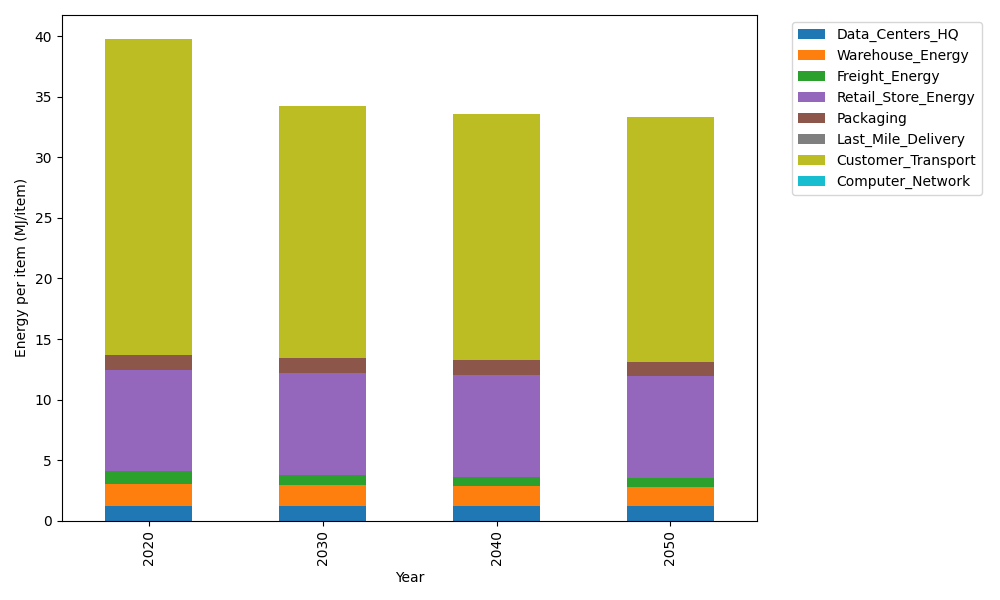 Energy per item (MJ/item)
40
35
30
25
20
15
10
5
0
2020
2030
2040
2050
Year
Data_Centers_HQ
Warehouse_Energy
Freight_Energy
Retail_Store_Energy
Packaging
Last_Mile_Delivery
Customer_Transport
Computer_Network